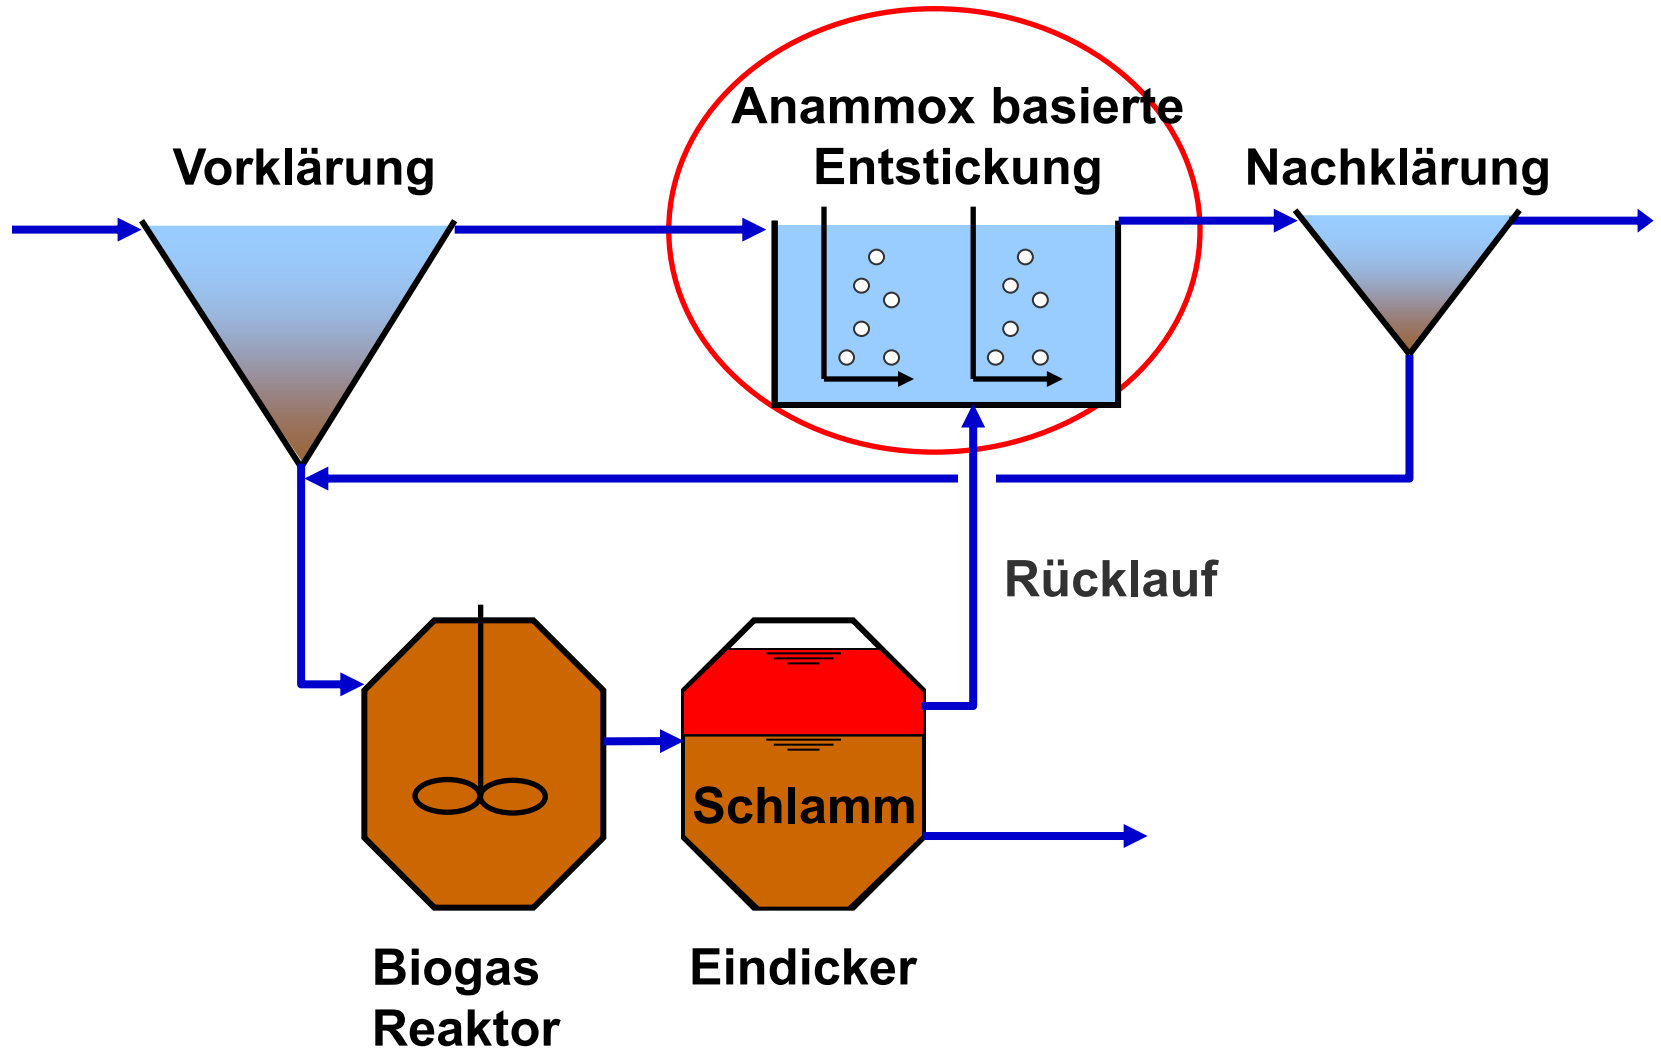 Anammox basierte
Entstickung
Vorklärung
Nachklärung
Rücklauf
Schlamm
Biogas
Reaktor
Eindicker